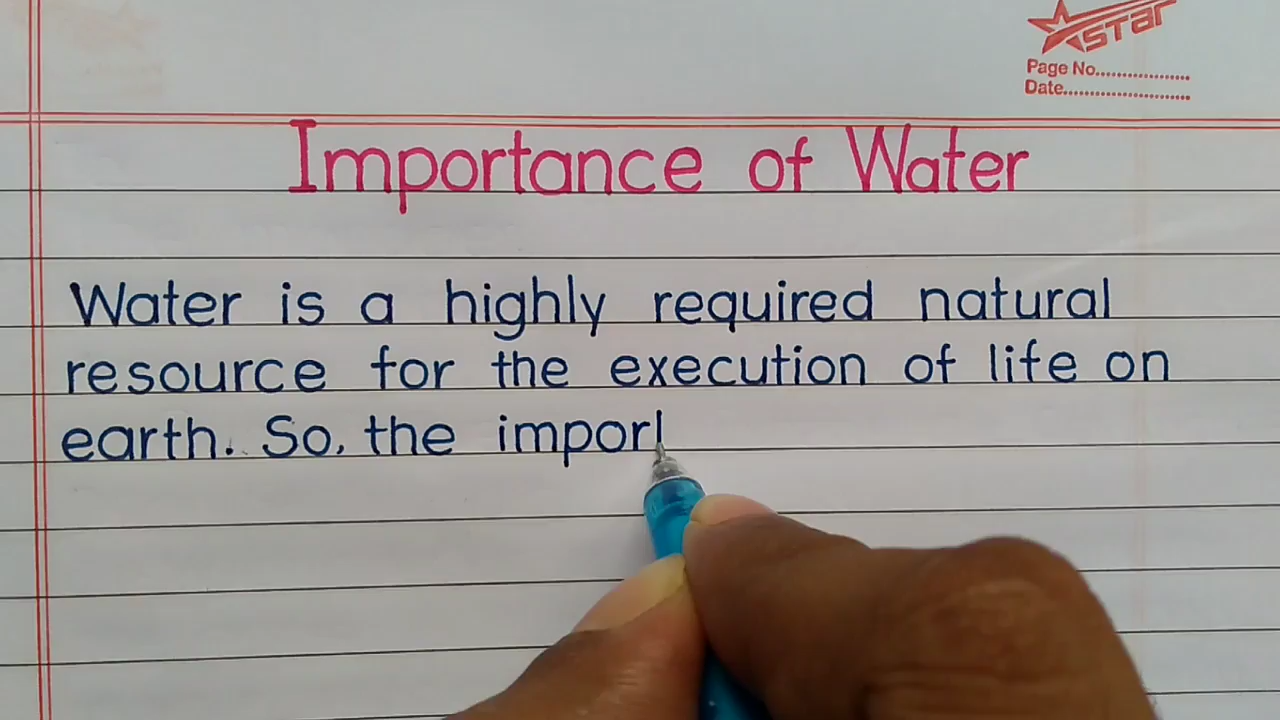 STAR
Page No..................
Date........................
Importance of Water
Water is a highly required natural
resource for the execution of life on
earth. So, the impor